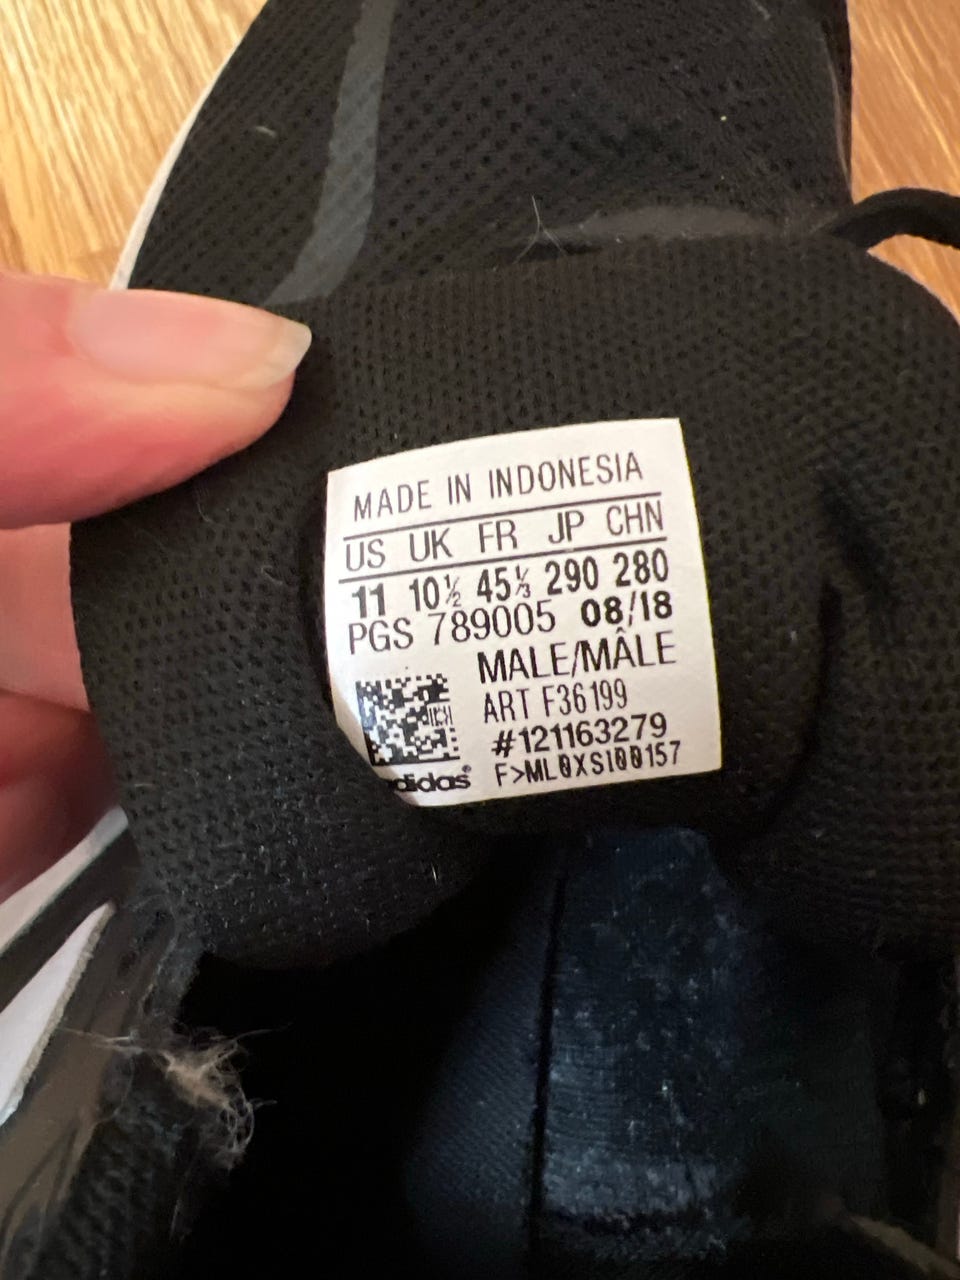 MADE IN INDONESIA
US UK FR JP CHN
11 10½ 45⅓ 290 280
PGS 789005 08/18
MALE/MÂLE
ART F36199
#121163279
F>ML0XSI00157
adidas®